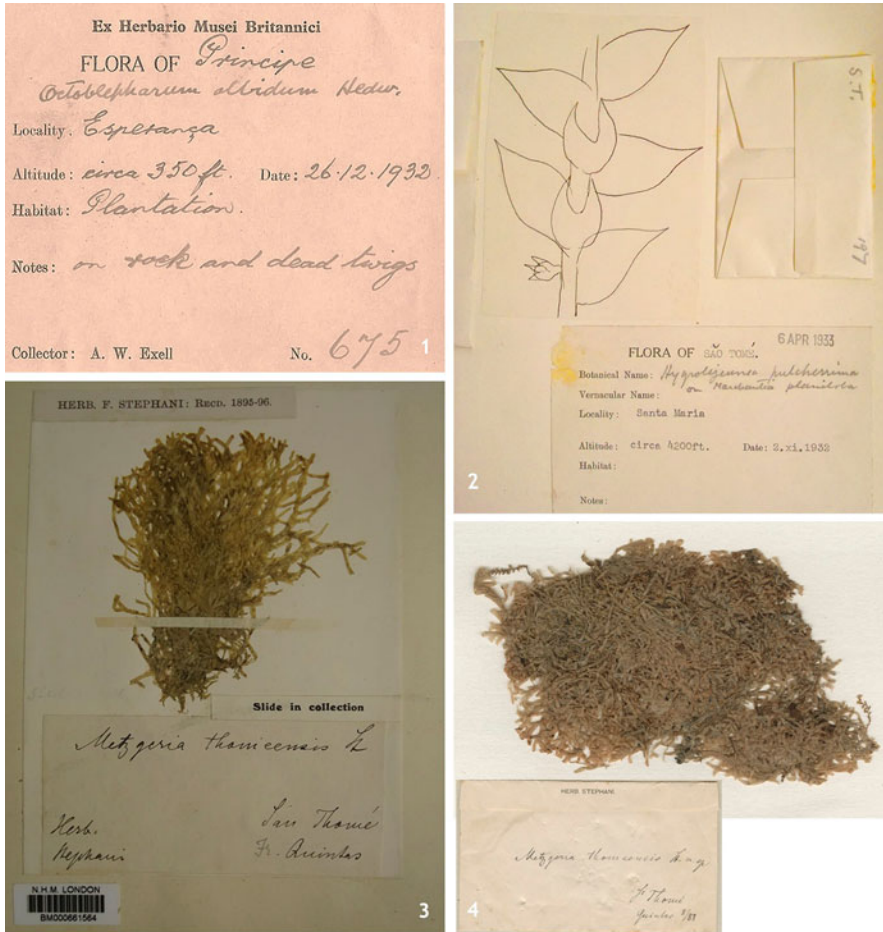 Ex Herbario Musei Britannici
FLORA OF Principe
Octoblepharum albidum Hedw.
Locality. Esperança
Altitude: circa 350 ft. Date: 26.12.1932
Habitat: Plantation.
Notes: on rock and dead twigs
Collector: A. W. Exell No. 675
1
S.T.
197
6 APR 1933
FLORA OF SÃO TOMÉ.
Botanical Name: Hygrolejeunea pulcherrima
on Marchantia planiloba
Vernacular Name:
Locality: Santa Maria
Altitude: circa 4200ft. Date: 2.xi.1932
Habitat:
Notes:
2
HERB. F. STEPHANI: RECD. 1895-96.
Slide in collection
Metzgeria thomeensis St
Herb. San Thomé
Stephani Fr. Quintas
N.H.M. LONDON
BM000661564
3
HERB. STEPHANI
Metzgeria thomeensis St. n. sp
S. Thomé
Quintas
4